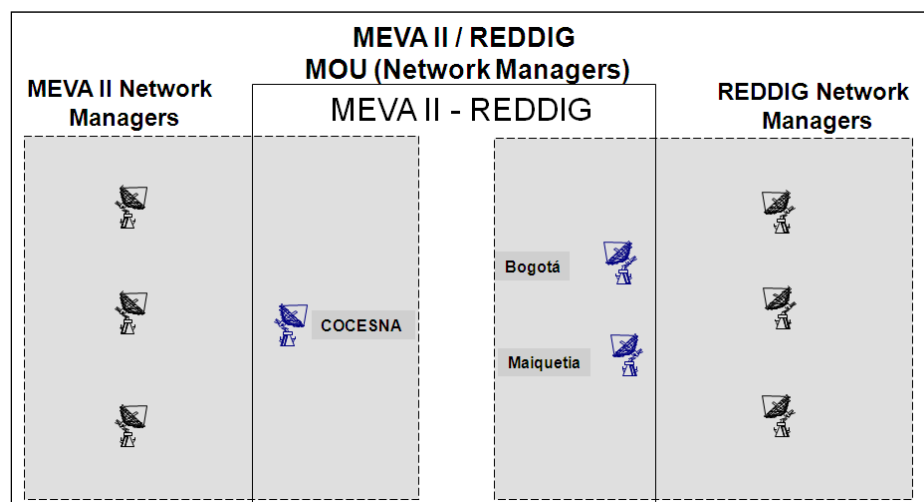 MEVA II / REDDIG
MOU (Network Managers)
MEVA II Network
Managers
MEVA II - REDDIG
REDDIG Network
Managers
Bogotá
COCESNA
Maiquetia